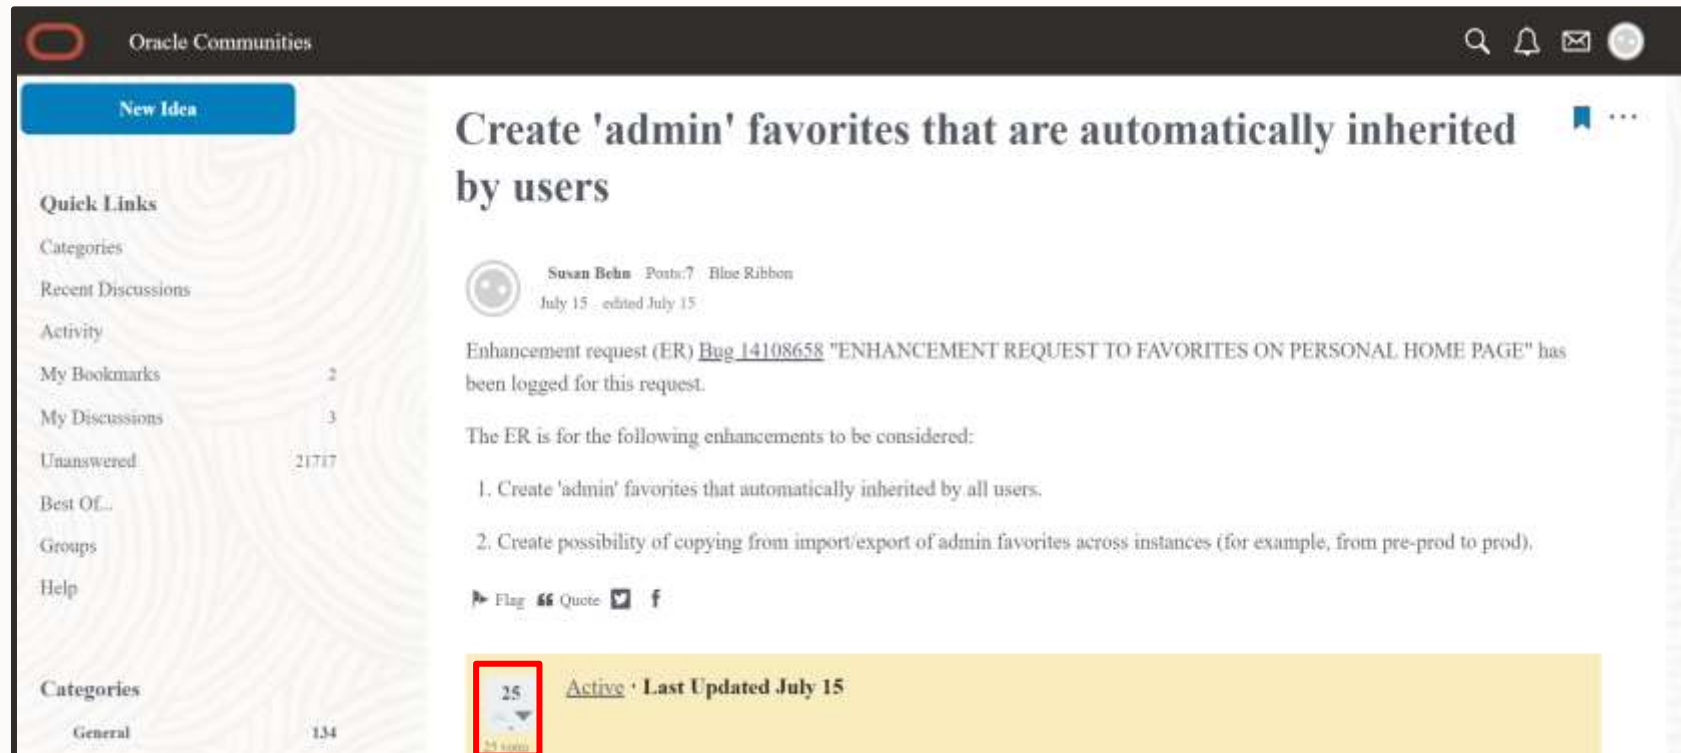 Oracle Communities
New Idea
Quick Links
Categories
Recent Discussions
Activity
My Bookmarks 2
My Discussions 3
Unanswered 21717
Best Of...
Groups
Help
Categories
General 134
Create 'admin' favorites that are automatically inherited
by users
Susan Behn Posts:7 Blue Ribbon
July 15 edited July 15
Enhancement request (ER) Bug 14108658 "ENHANCEMENT REQUEST TO FAVORITES ON PERSONAL HOME PAGE" has
been logged for this request.
The ER is for the following enhancements to be considered:
1. Create 'admin' favorites that automatically inherited by all users.
2. Create possibility of copying from import/export of admin favorites across instances (for example, from pre-prod to prod).
Flag Quote
25
Active · Last Updated July 15
25 votes